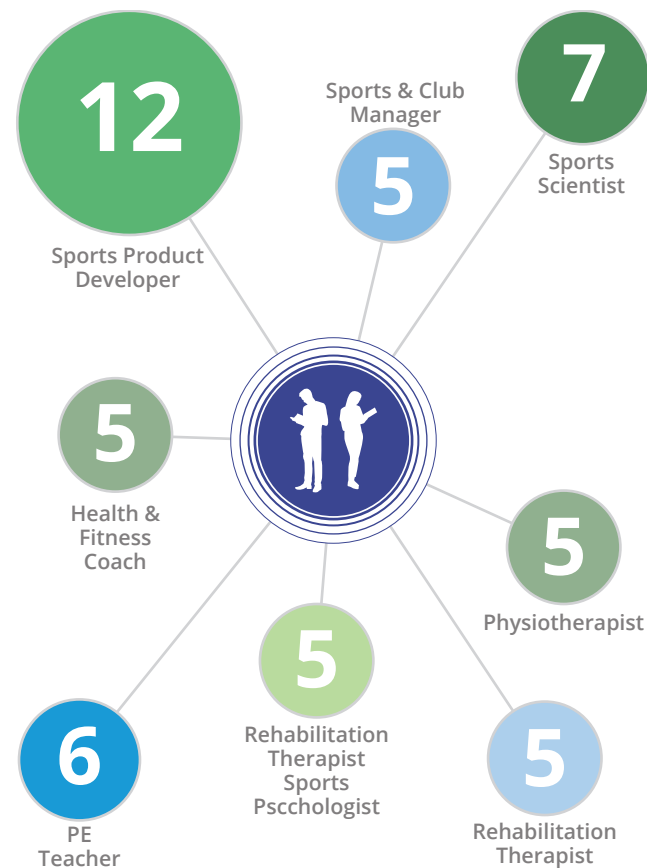 12
Sports Product
Developer
Sports & Club
Manager
5
7
Sports
Scientist
5
Health &
Fitness
Coach
5
Physiotherapist
6
PE
Teacher
5
Rehabilitation
Therapist
Sports
Pscchologist
5
Rehabilitation
Therapist